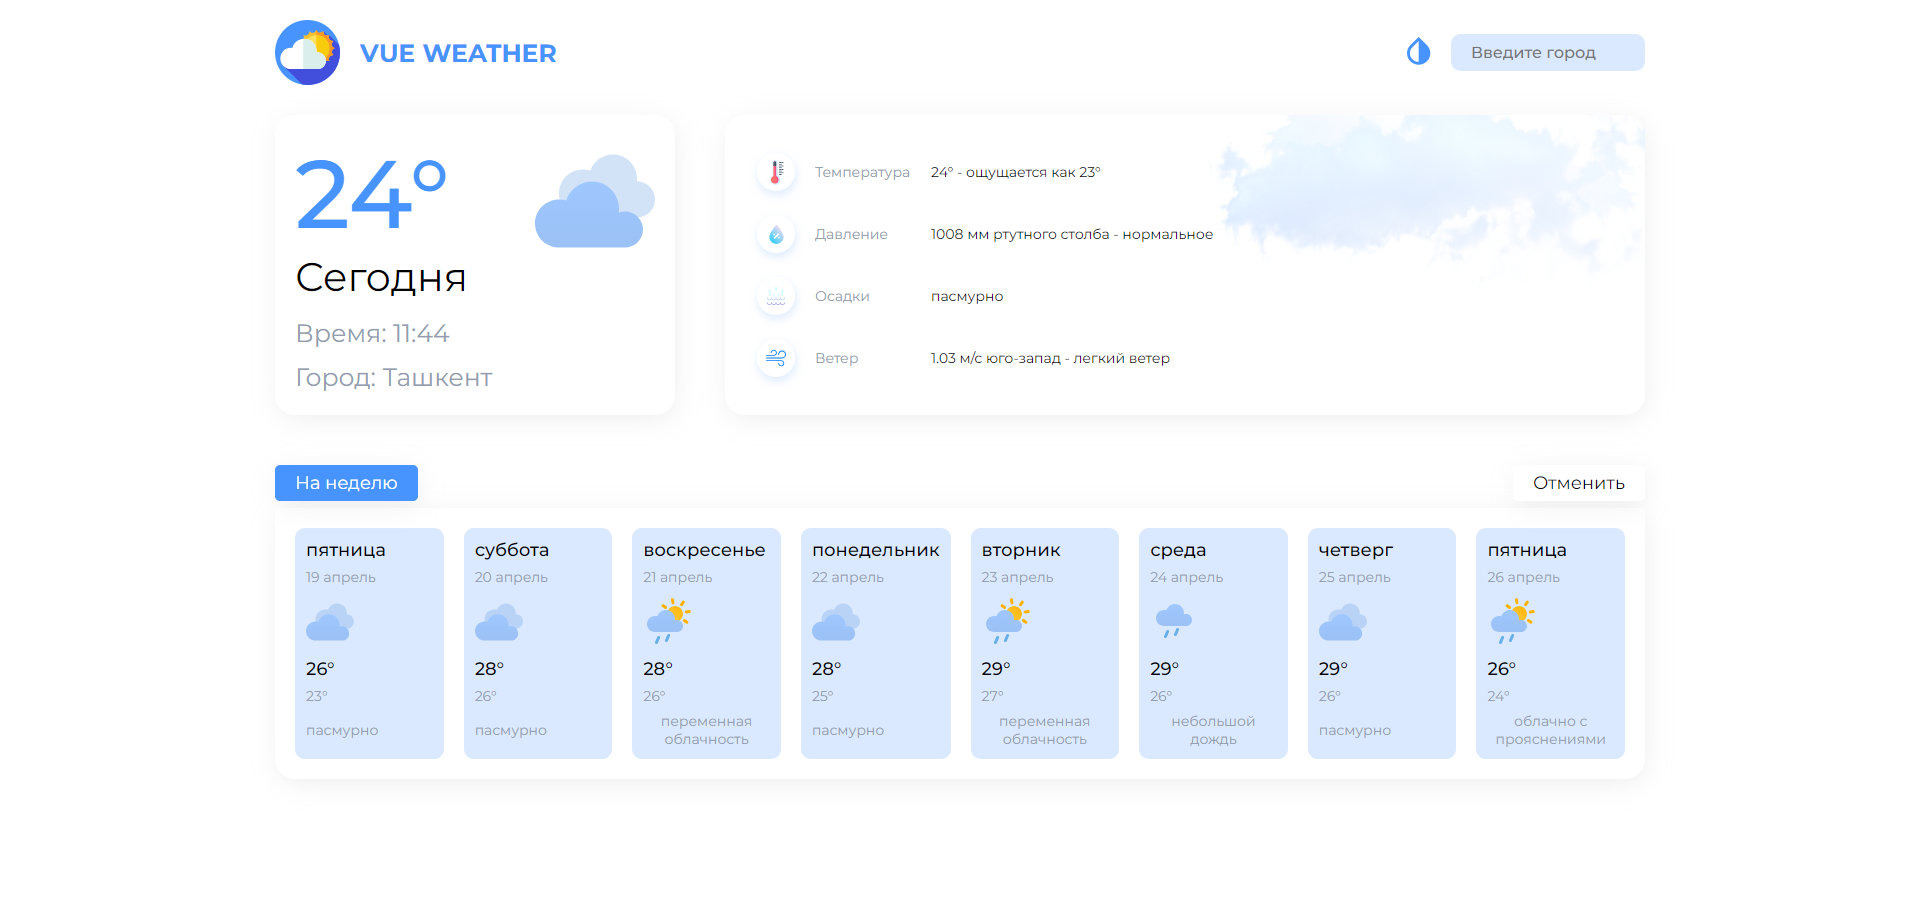 VUE WEATHER
Введите город
24°
Сегодня
Время: 11:44
Город: Ташкент
Температура 24° - ощущается как 23°
Давление 1008 мм ртутного столба - нормальное
Осадки пасмурно
Ветер 1.03 м/с юго-запад - легкий ветер
На неделю
Отменить
пятница
19 апрель
26°
23°
пасмурно
суббота
20 апрель
28°
26°
пасмурно
воскресенье
21 апрель
28°
26°
переменная
облачность
понедельник
22 апрель
28°
25°
пасмурно
вторник
23 апрель
29°
27°
переменная
облачность
среда
24 апрель
29°
26°
небольшой
дождь
четверг
25 апрель
29°
26°
пасмурно
пятница
26 апрель
26°
24°
облачно с
прояснениями